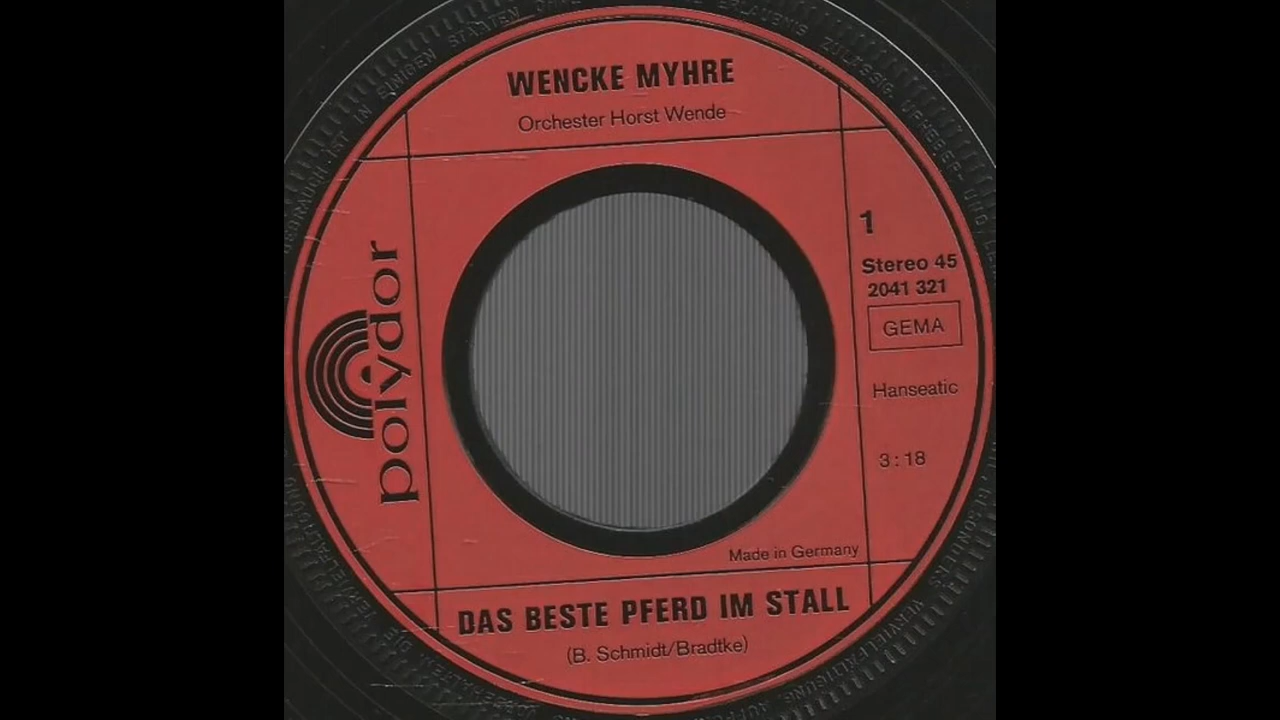 WENCKE MYHRE
Orchester Horst Wende
polydor
1
Stereo 45
2041 321
GEMA
Hanseatic
3:18
Made in Germany
DAS BESTE PFERD IM STALL
(B. Schmidt/Bradtke)